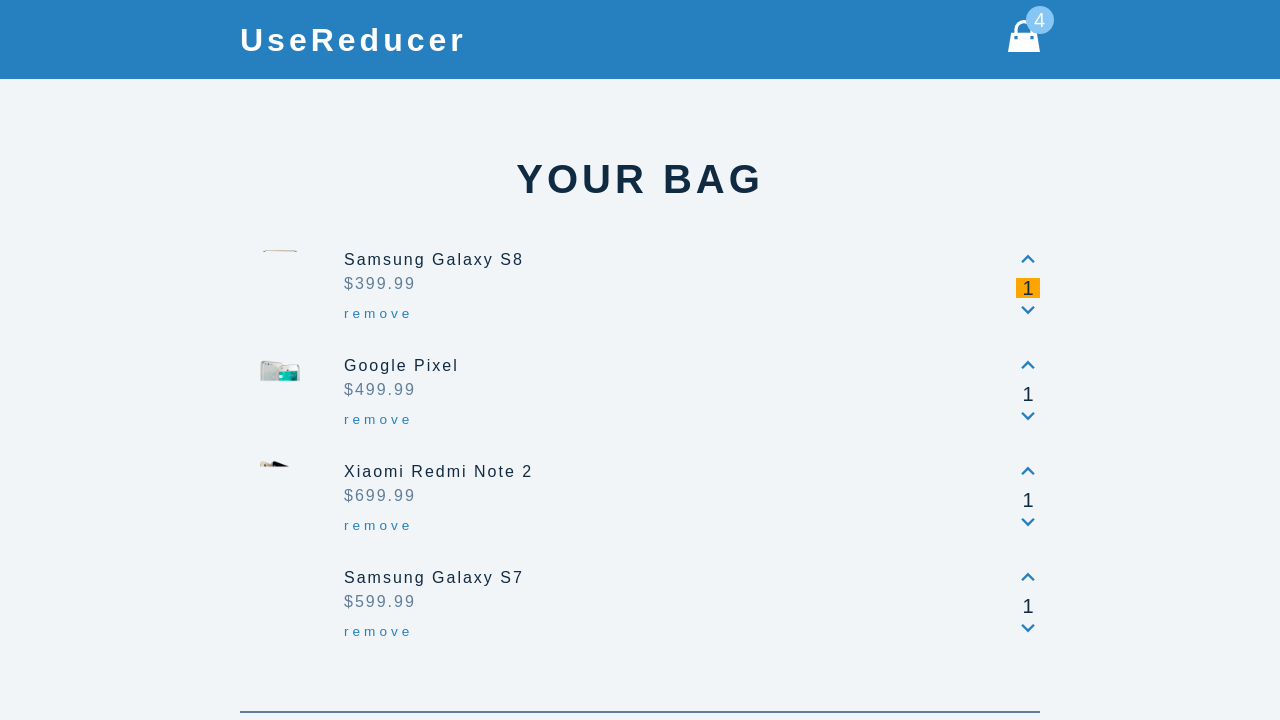 UseReducer
4
YOUR BAG
Samsung Galaxy S8
$399.99
remove
1
Google Pixel
$499.99
remove
1
Xiaomi Redmi Note 2
$699.99
remove
1
Samsung Galaxy S7
$599.99
remove
1